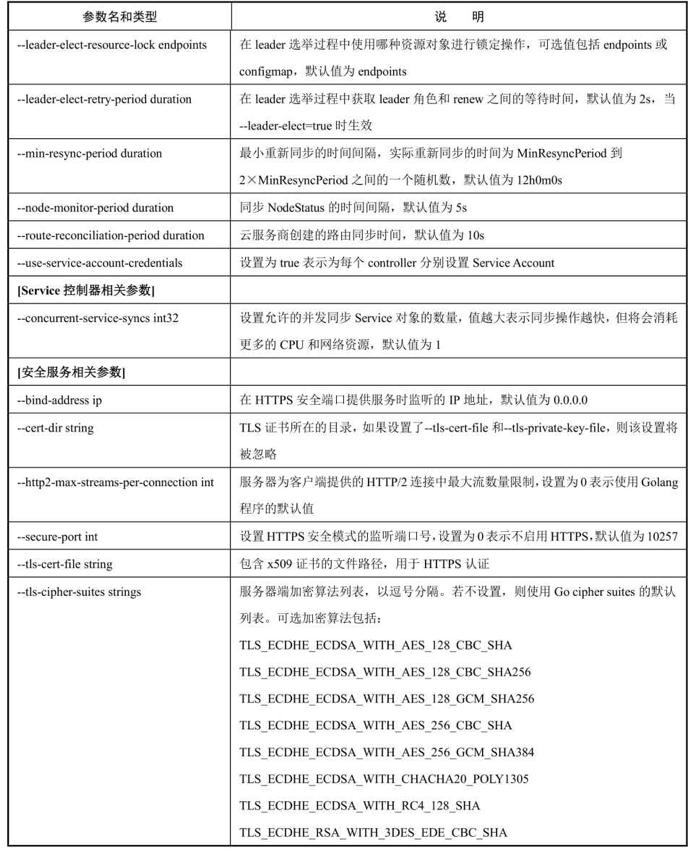 参数名和类型 说 明
--leader-elect-resource-lock endpoints 在 leader 选举过程中使用哪种资源对象进行锁定操作，可选值包括 endpoints 或
configmap，默认值为 endpoints
--leader-elect-retry-period duration 在 leader 选举过程中获取 leader 角色和 renew 之间的等待时间，默认值为 2s，当
--leader-elect=true 时生效
--min-resync-period duration 最小重新同步的时间间隔，实际重新同步的时间为 MinResyncPeriod 到
2×MinResyncPeriod 之间的一个随机数，默认值为 12h0m0s
--node-monitor-period duration 同步 NodeStatus 的时间间隔，默认值为 5s
--route-reconciliation-period duration 云服务商创建的路由同步时间，默认值为 10s
--use-service-account-credentials 设置为 true 表示为每个 controller 分别设置 Service Account
[Service 控制器相关参数]
--concurrent-service-syncs int32 设置允许的并发同步 Service 对象的数量，值越大表示同步操作越快，但将会消耗
更多的 CPU 和网络资源，默认值为 1
[安全服务相关参数]
--bind-address ip 在 HTTPS 安全端口提供服务时监听的 IP 地址，默认值为 0.0.0.0
--cert-dir string TLS 证书所在的目录，如果设置了--tls-cert-file 和--tls-private-key-file，则该设置将
被忽略
--http2-max-streams-per-connection int 服务器为客户端提供的 HTTP/2 连接中最大流数量限制，设置为 0 表示使用 Golang
程序的默认值
--secure-port int 设置 HTTPS 安全模式的监听端口号，设置为 0 表示不启用 HTTPS，默认值为 10257
--tls-cert-file string 包含 x509 证书的文件路径，用于 HTTPS 认证
--tls-cipher-suites strings 服务器端加密算法列表，以逗号分隔。若不设置，则使用 Go cipher suites 的默认
列表。可选加密算法包括：
TLS_ECDHE_ECDSA_WITH_AES_128_CBC_SHA
TLS_ECDHE_ECDSA_WITH_AES_128_CBC_SHA256
TLS_ECDHE_ECDSA_WITH_AES_128_GCM_SHA256
TLS_ECDHE_ECDSA_WITH_AES_256_CBC_SHA
TLS_ECDHE_ECDSA_WITH_AES_256_GCM_SHA384
TLS_ECDHE_ECDSA_WITH_CHACHA20_POLY1305
TLS_ECDHE_ECDSA_WITH_RC4_128_SHA
TLS_ECDHE_RSA_WITH_3DES_EDE_CBC_SHA